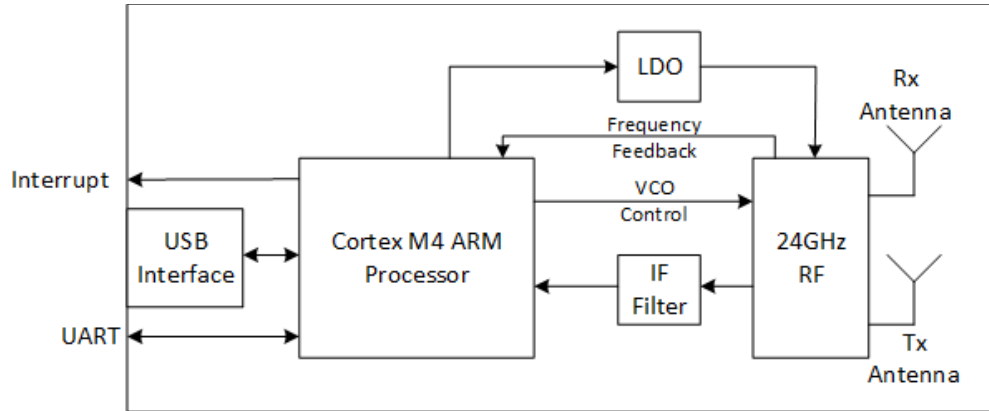 LDO
Rx
Antenna
Frequency
Feedback
Interrupt
VCO
Control
USB
Interface
Cortex M4 ARM
Processor
24GHz
RF
IF
Filter
UART
Tx
Antenna